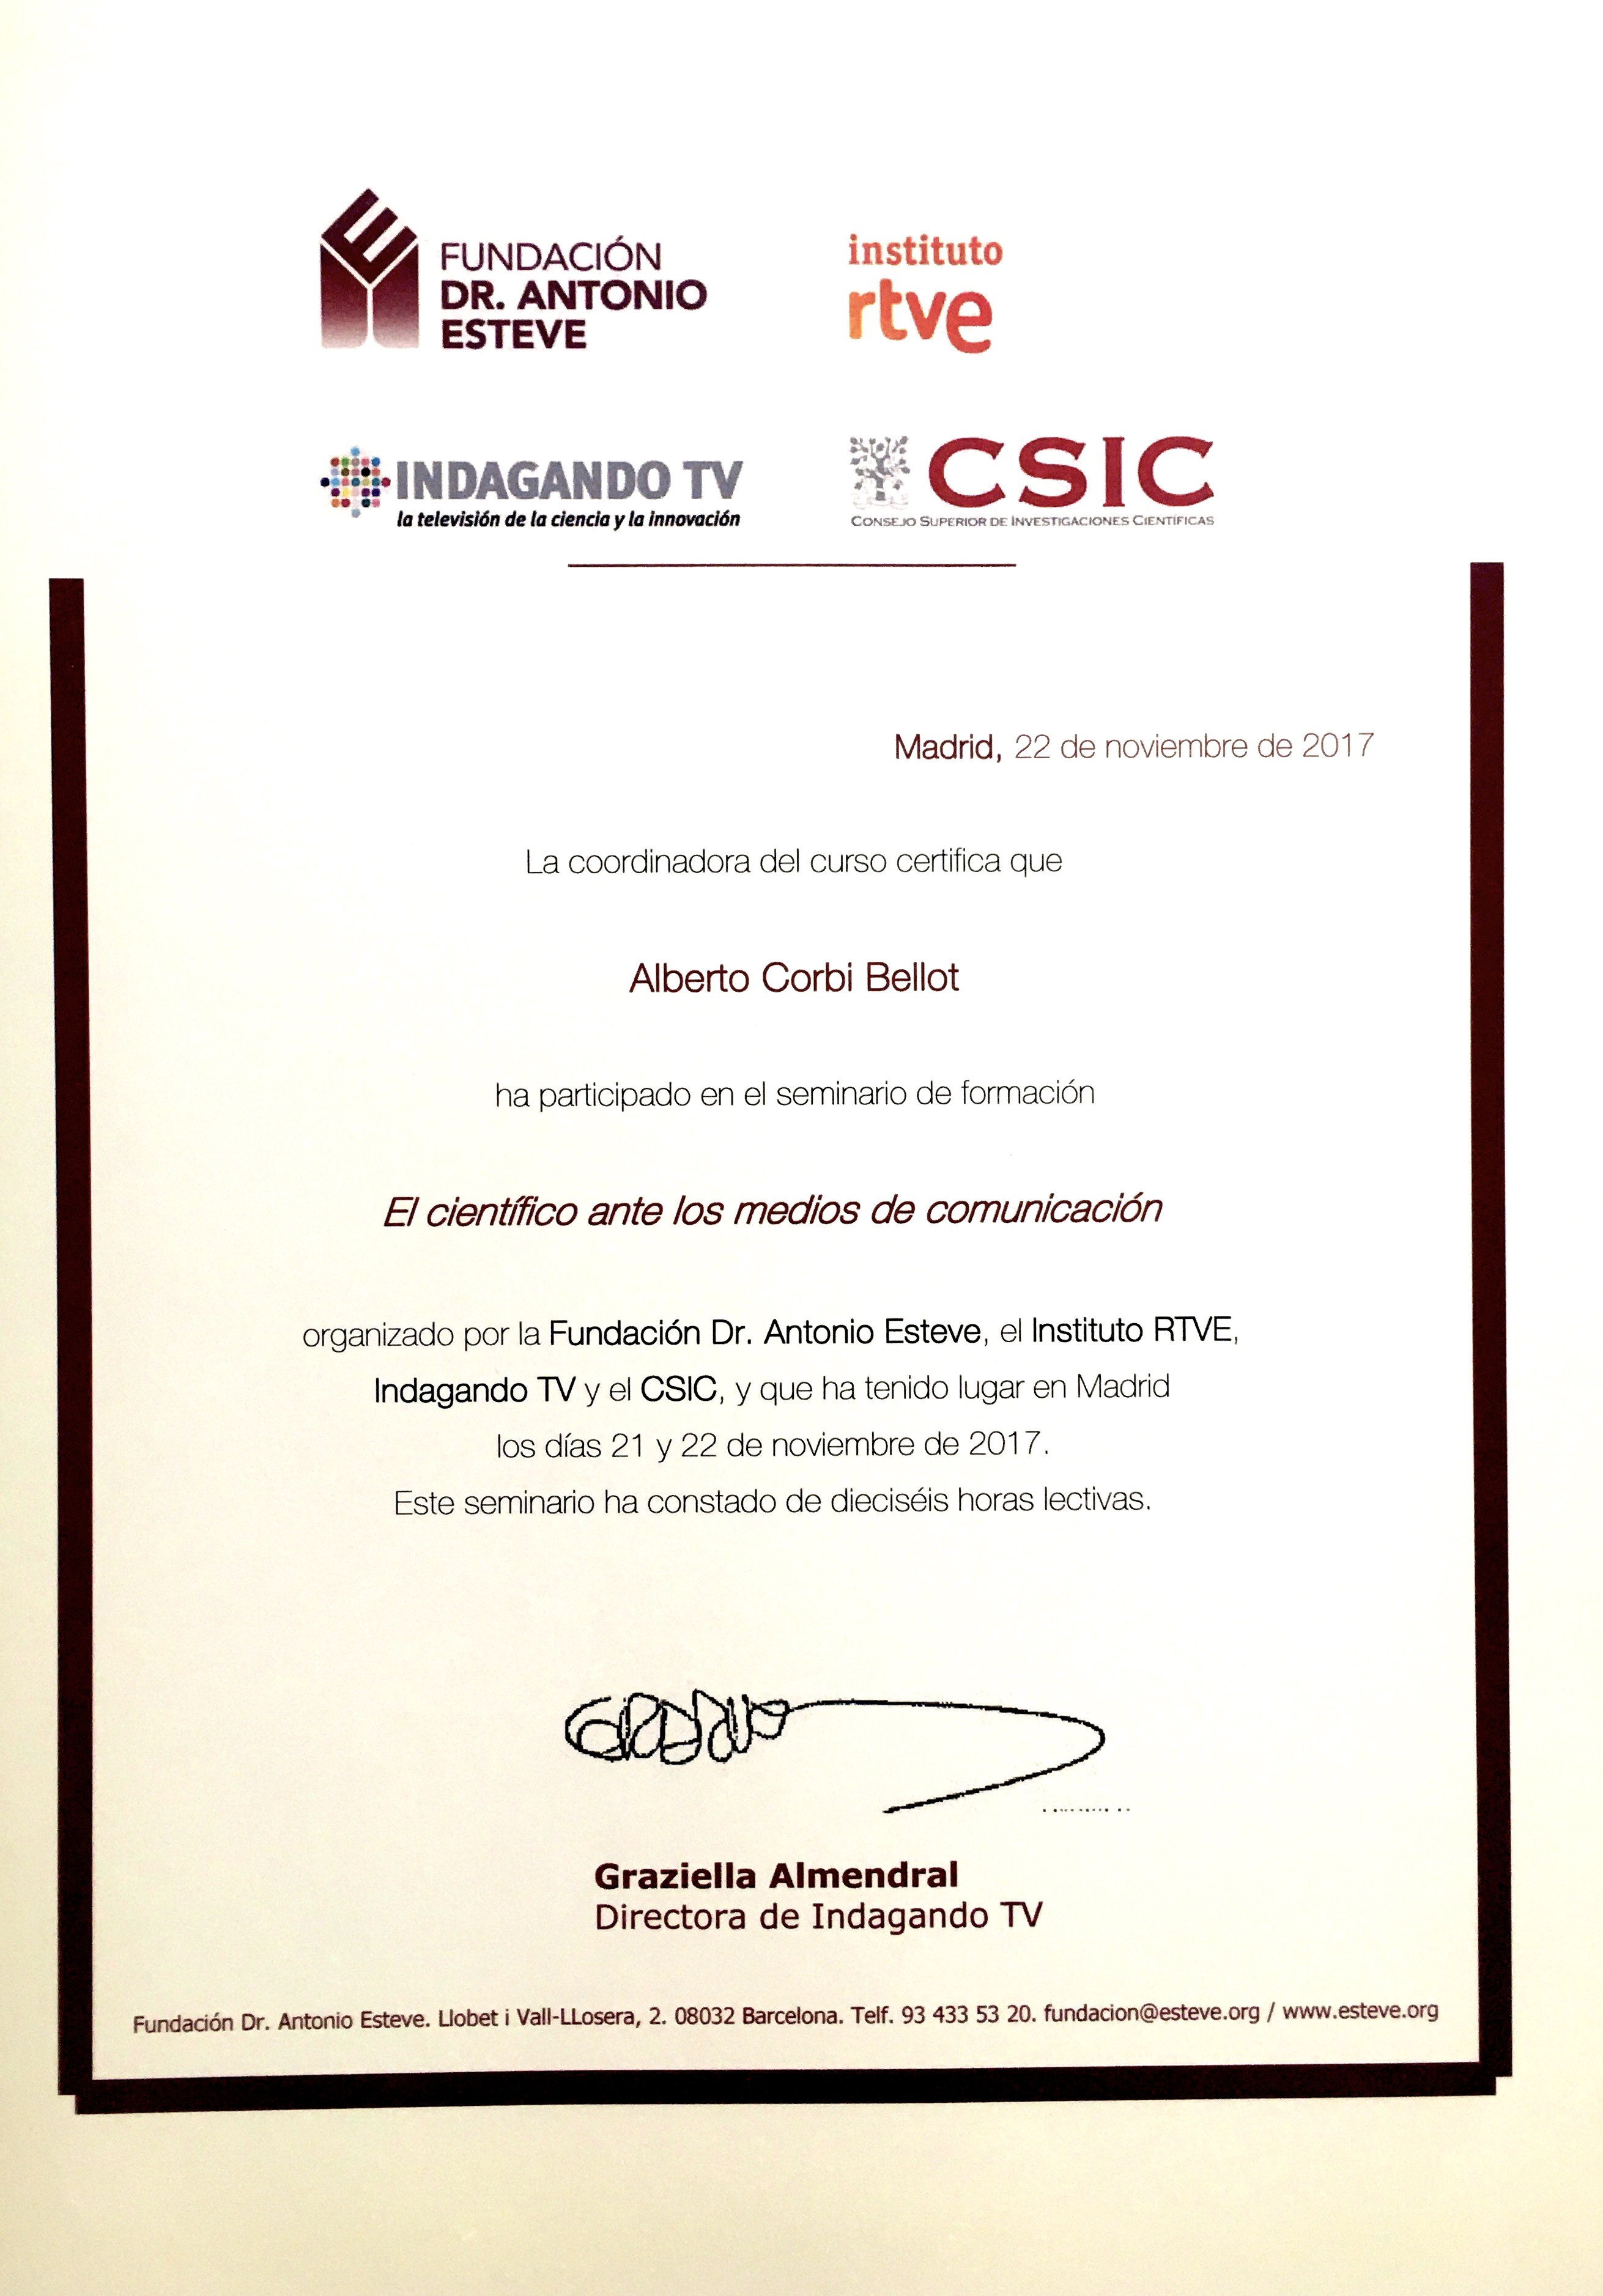 FUNDACIÓN
DR. ANTONIO
ESTEVE
instituto
rtve
INDAGANDO TV
la televisión de la ciencia y la innovación
CSIC
CONSEJO SUPERIOR DE INVESTIGACIONES CIENTÍFICAS
Madrid, 22 de noviembre de 2017
La coordinadora del curso certifica que
Alberto Corbi Bellot
ha participado en el seminario de formación
El científico ante los medios de comunicación
organizado por la Fundación Dr. Antonio Esteve, el Instituto RTVE,
Indagando TV y el CSIC, y que ha tenido lugar en Madrid
los días 21 y 22 de noviembre de 2017.
Este seminario ha constado de dieciséis horas lectivas.
Graziella Almendral
Directora de Indagando TV
Fundación Dr. Antonio Esteve. Llobet i Vall-LLosera, 2. 08032 Barcelona. Telf. 93 433 53 20. fundacion@esteve.org / www.esteve.org